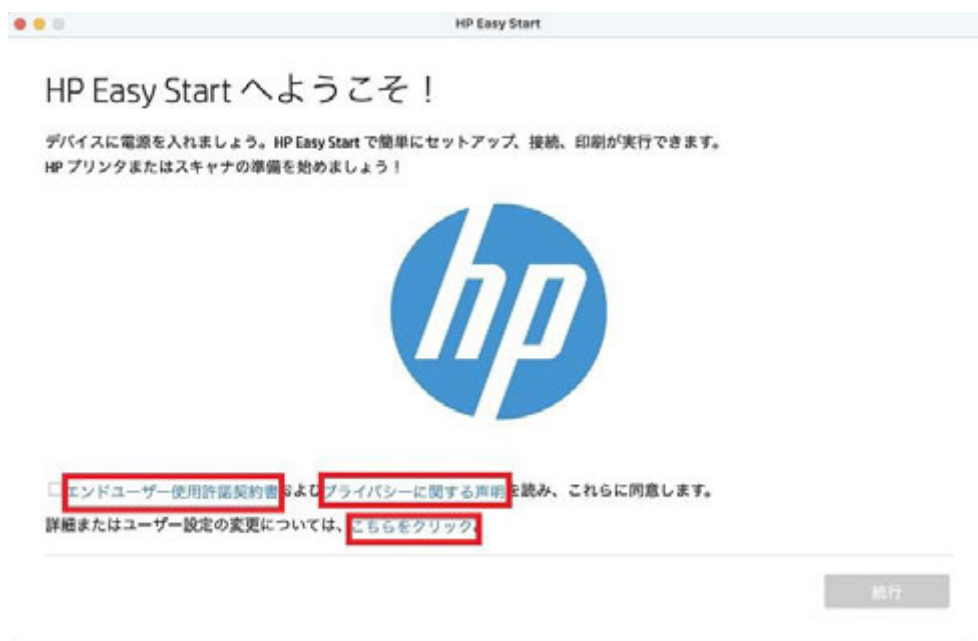 HP Easy Start
HP Easy Start へようこそ！
デバイスに電源を入れましょう。HP Easy Start で簡単にセットアップ、接続、印刷が実行できます。
HP プリンタまたはスキャナの準備を始めましょう！
hp
エンドユーザー使用許諾契約書およびプライバシーに関する声明を読み、これらに同意します。
詳細またはユーザー設定の変更については、こちらをクリック。
続行